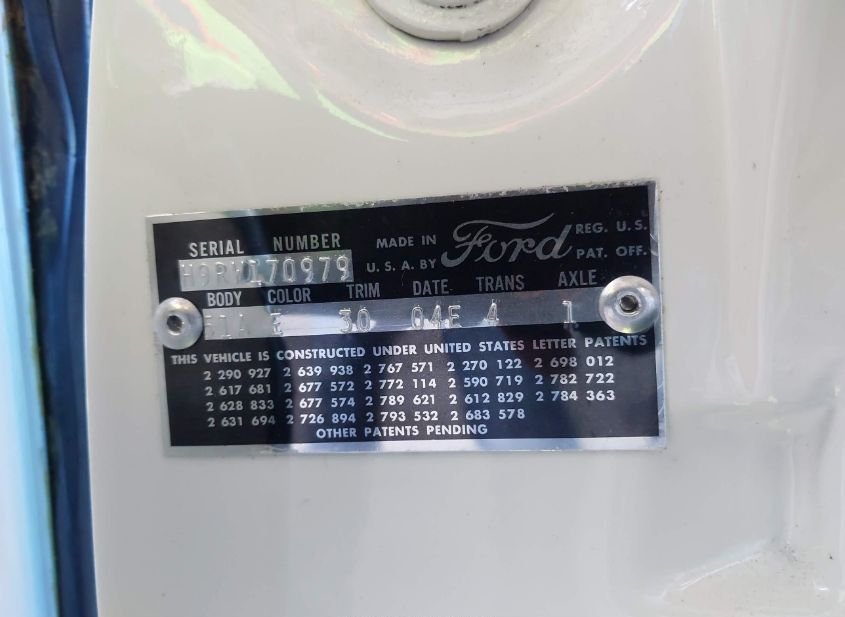 SERIAL NUMBER MADE IN Ford REG. U.S.
H9RW170979 U.S.A. BY PAT. OFF.
BODY COLOR TRIM DATE TRANS AXLE
E 30 04E 4 1
THIS VEHICLE IS CONSTRUCTED UNDER UNITED STATES LETTER PATENTS
2 290 927 2 639 938 2 767 571 2 270 122 2 698 012
2 617 681 2 677 572 2 772 114 2 590 719 2 782 722
2 628 833 2 677 574 2 789 621 2 612 829 2 784 363
2 631 694 2 726 894 2 793 532 2 683 578
OTHER PATENTS PENDING